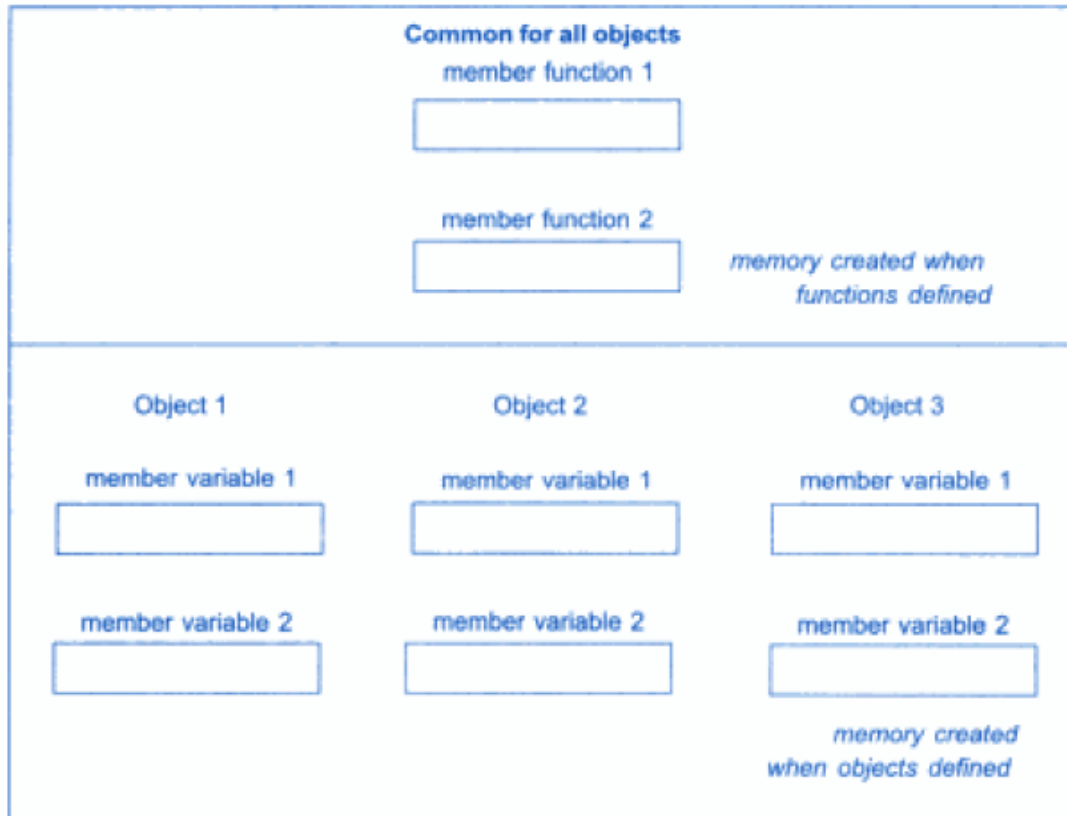 Common for all objects
member function 1
member function 2
memory created when
functions defined
Object 1
Object 2
Object 3
member variable 1
member variable 1
member variable 1
member variable 2
member variable 2
member variable 2
memory created
when objects defined